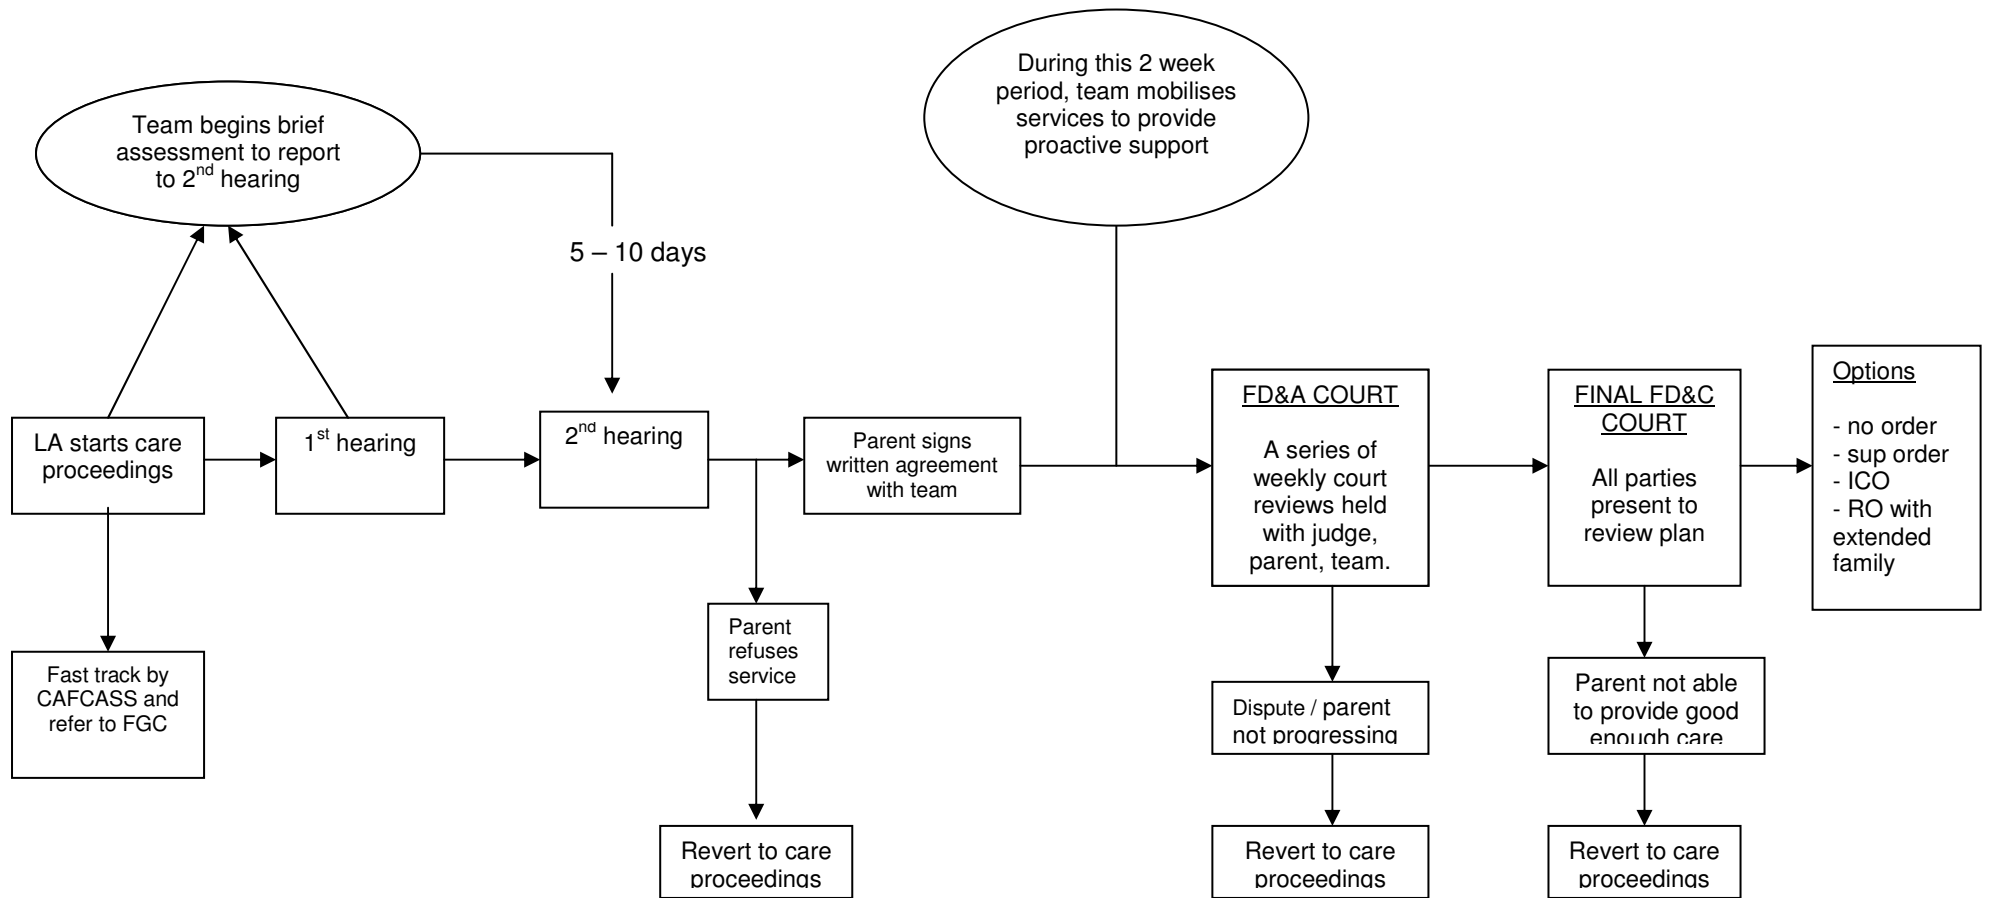 During this 2 week
period, team mobilises
services to provide
proactive support
Team begins brief
assessment to report
to 2nd hearing
5 – 10 days
LA starts care
proceedings
1st hearing
2nd hearing
Parent signs
written agreement
with team
FD&A COURT
A series of
weekly court
reviews held
with judge,
parent, team.
FINAL FD&C
COURT
All parties
present to
review plan
Options
- no order
- sup order
- ICO
- RO with
extended
family
Fast track by
CAFCASS and
refer to FGC
Parent
refuses
service
Dispute / parent
not progressing
Parent not able
to provide good
enough care
Revert to care
proceedings
Revert to care
proceedings
Revert to care
proceedings